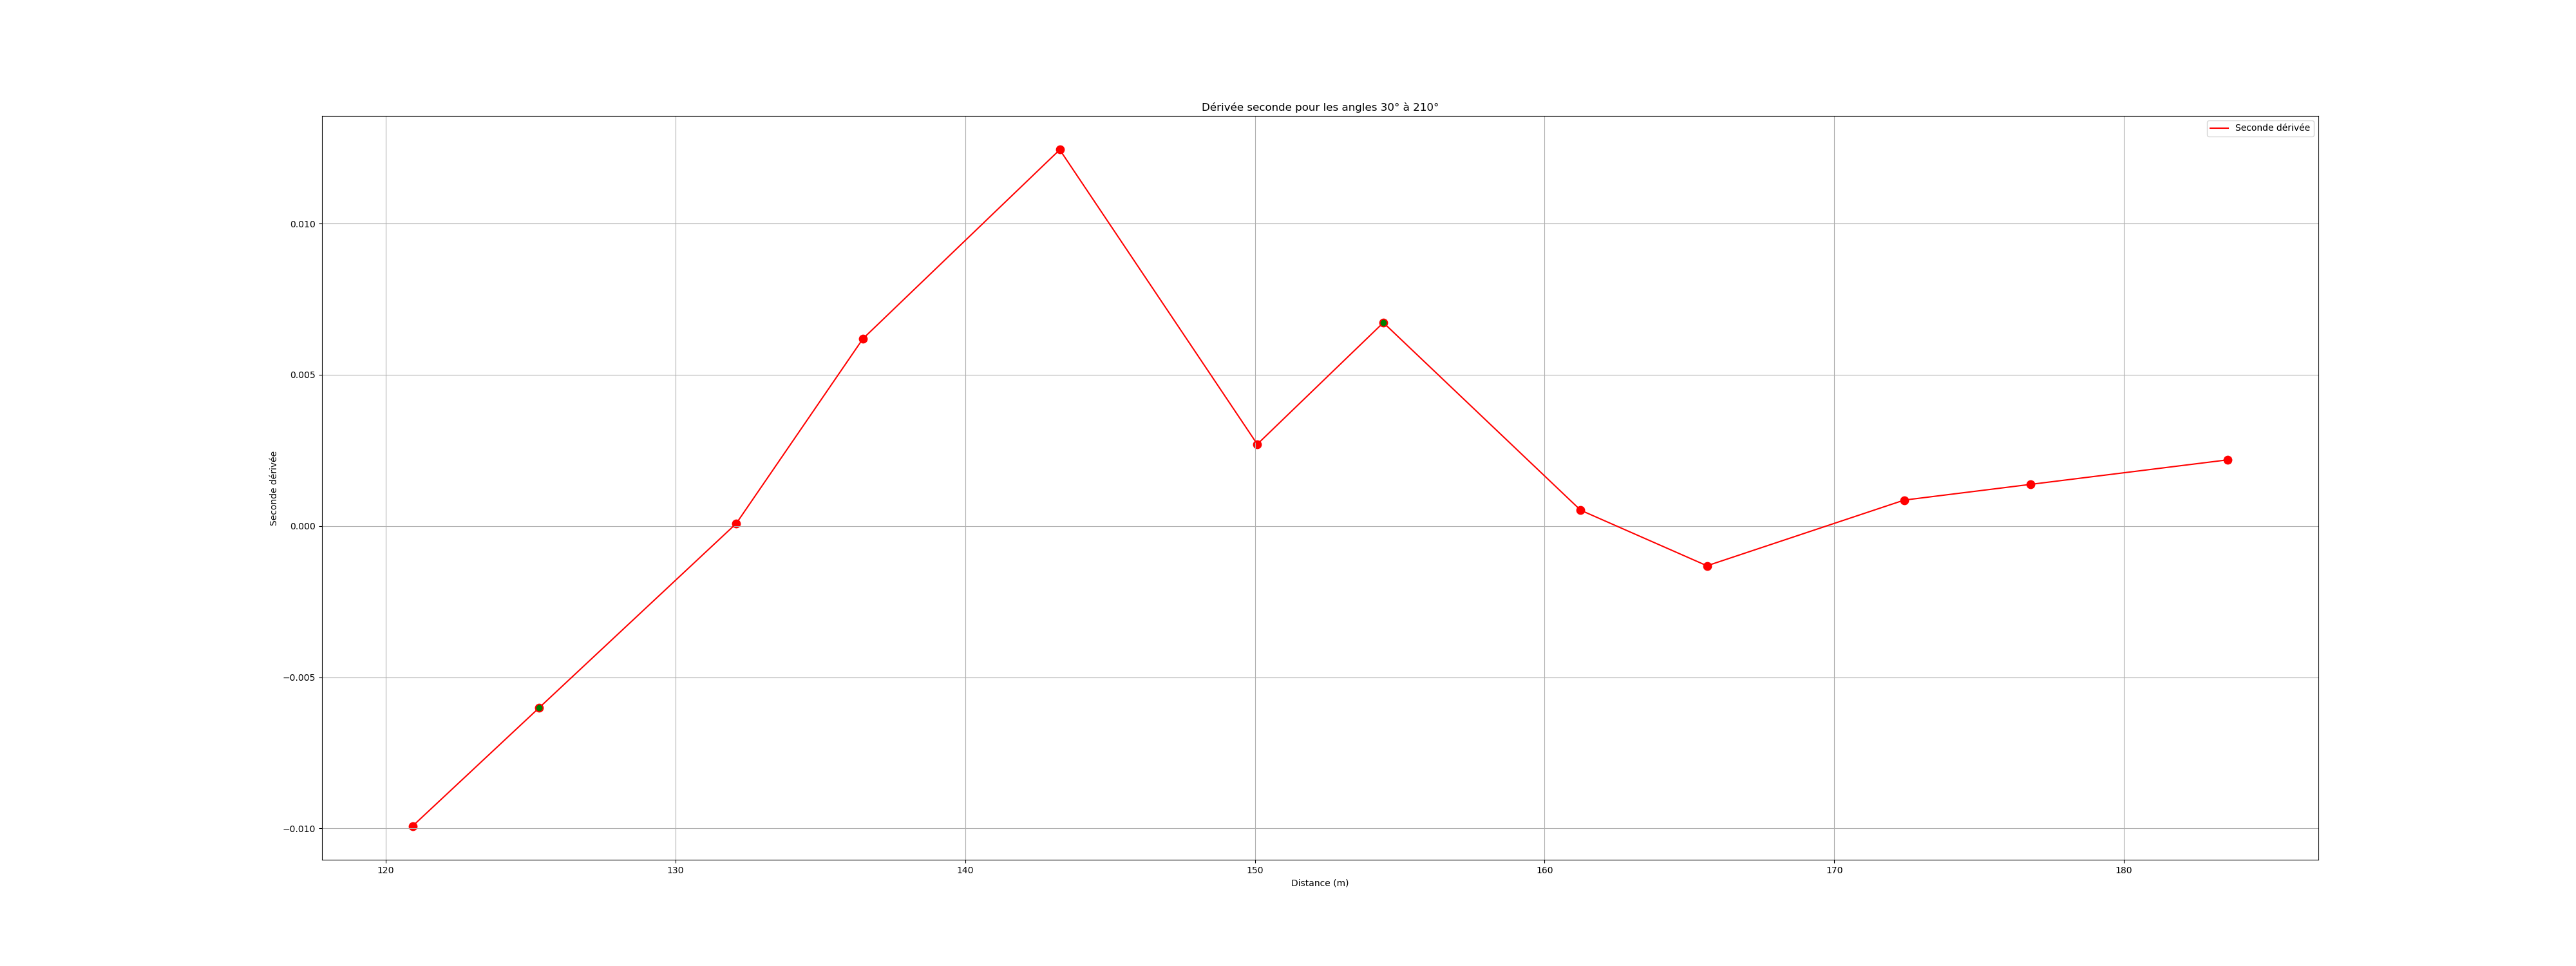 Dérivée seconde pour les angles 30° à 210°
Seconde dérivée
0.010
0.005
0.000
−0.005
−0.010
Seconde dérivée
120 130 140 150 160 170 180
Distance (m)